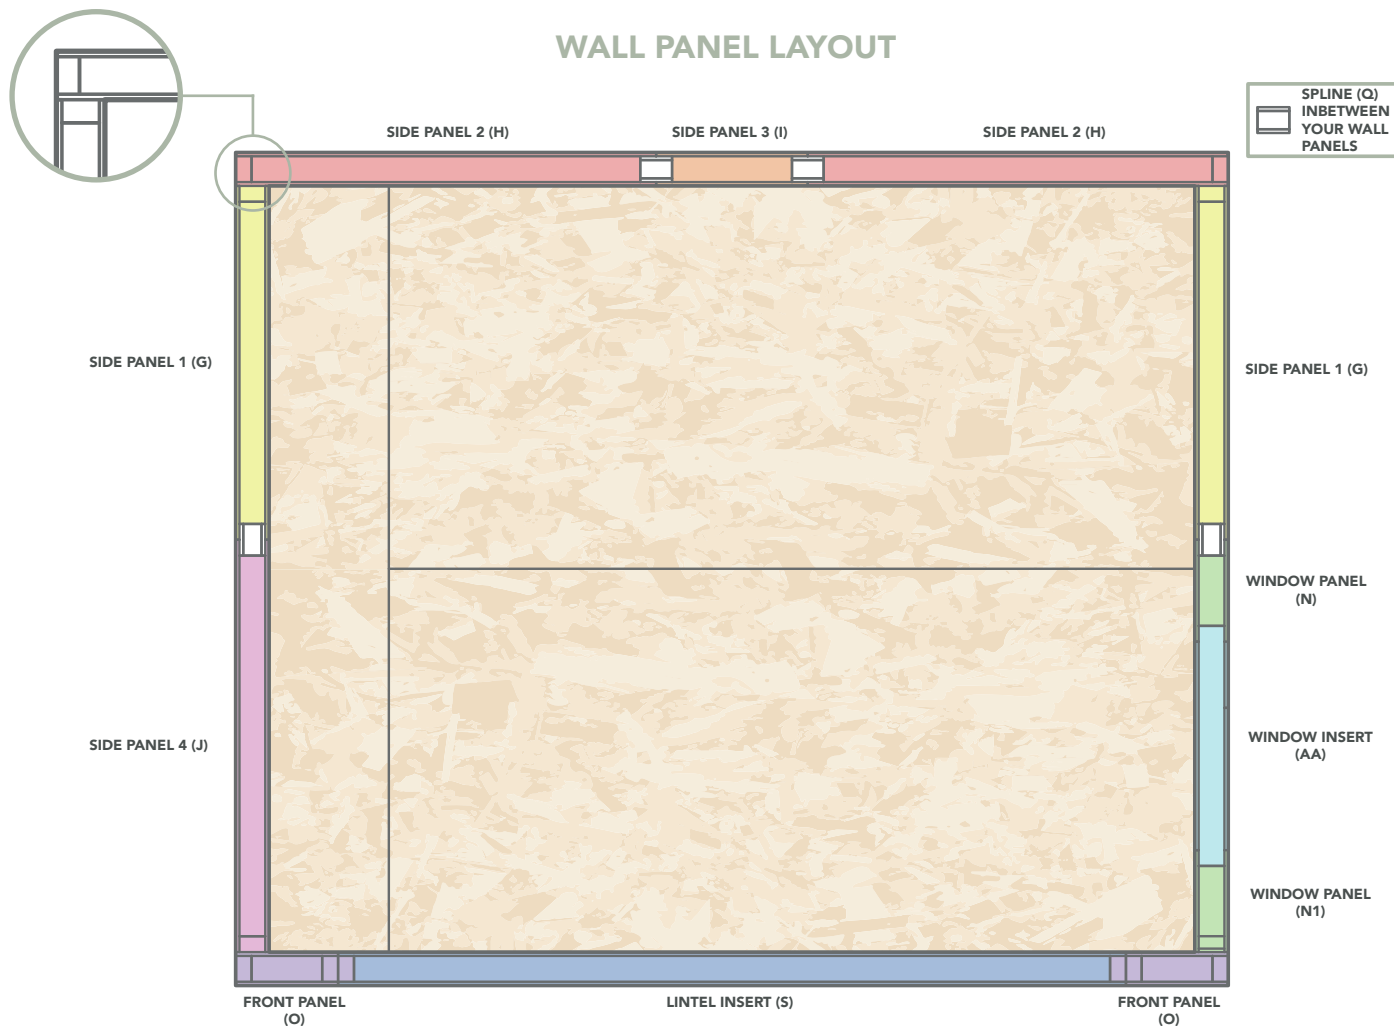 WALL PANEL LAYOUT
SPLINE (Q)
INBETWEEN
YOUR WALL
PANELS
SIDE PANEL 2 (H)
SIDE PANEL 3 (I)
SIDE PANEL 2 (H)
SIDE PANEL 1 (G)
SIDE PANEL 1 (G)
WINDOW PANEL
(N)
SIDE PANEL 4 (J)
WINDOW INSERT
(AA)
WINDOW PANEL
(N1)
FRONT PANEL
(O)
LINTEL INSERT (S)
FRONT PANEL
(O)